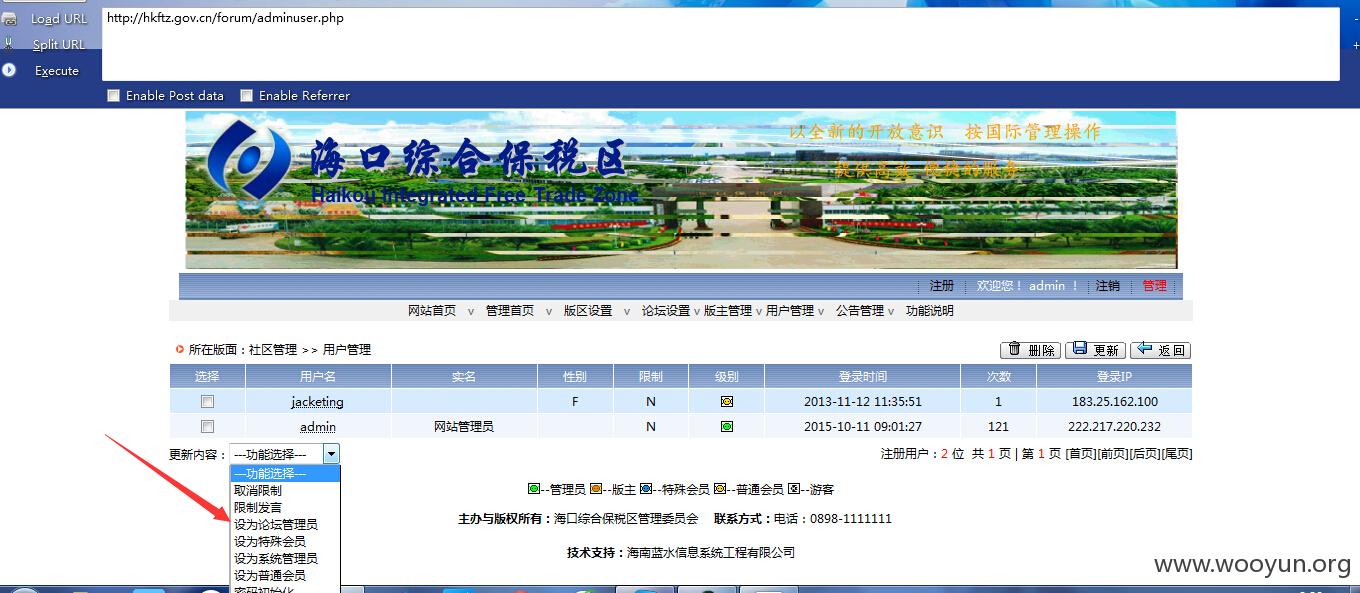 Load URL
http://hkftz.gov.cn/forum/adminuser.php
Split URL
Execute
Enable Post data Enable Referrer
以全新的开放意识 按国际管理操作
海口综合保税区
提供高效 便捷的服务
Haikou Integrated Free Trade Zone
注册 欢迎您！ admin ！ 注销 管理
网站首页 v 管理首页 v 版区设置 v 论坛设置 v 版主管理 v 用户管理 v 公告管理 v 功能说明
所在版面：社区管理 >> 用户管理 删除 更新 返回
选择 用户名 实名 性别 限制 级别 登录时间 次数 登录IP
jacketing F N 2013-11-12 11:35:51 1 183.25.162.100
admin 网站管理员 N 2015-10-11 09:01:27 121 222.217.220.232
更新内容： ---功能选择--- 注册用户：2 位 共 1 页 | 第 1 页 [首页][前页][后页][尾页]
---功能选择---
取消限制
限制发言
设为论坛管理员
设为特殊会员
设为系统管理员
设为普通会员
密码初始化
--管理员 --版主 --特殊会员 --普通会员 --游客
主办与版权所有：海口综合保税区管理委员会 联系方式：电话：0898-1111111
技术支持：海南蓝水信息系统工程有限公司
www.wooyun.org